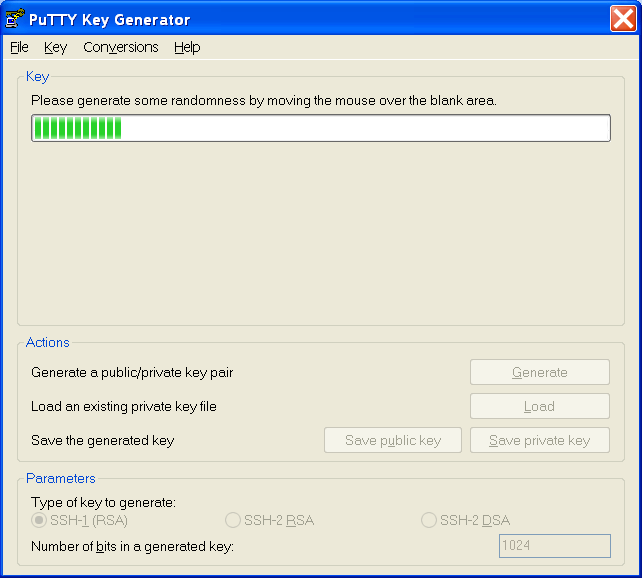 PuTTY Key Generator
File Key Conversions Help
Key
Please generate some randomness by moving the mouse over the blank area.
Actions
Generate a public/private key pair Generate
Load an existing private key file Load
Save the generated key Save public key Save private key
Parameters
Type of key to generate:
SSH-1 (RSA) SSH-2 RSA SSH-2 DSA
Number of bits in a generated key: 1024